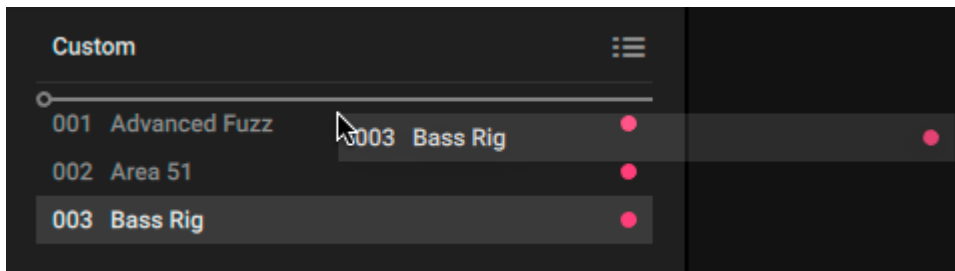 Custom
001 Advanced Fuzz
003 Bass Rig
002 Area 51
003 Bass Rig